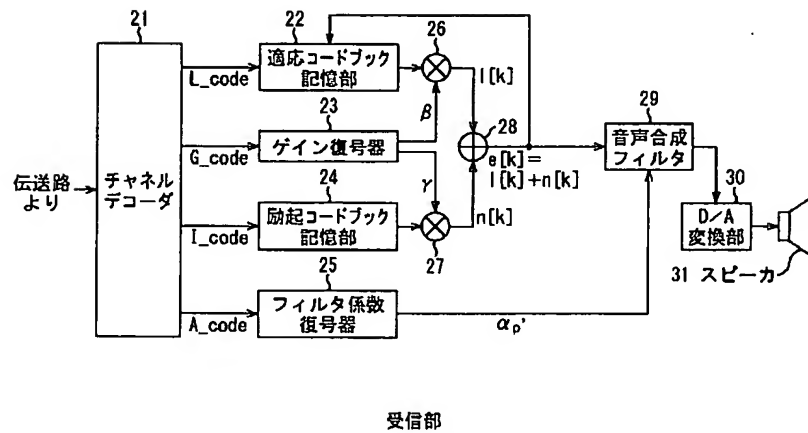 21
22
適応コードブック
記憶部
26
L_code
l[k]
23
β
28
29
G_code
ゲイン復号器
e[k]=
l[k]+n[k]
音声合成
フィルタ
伝送路
より
チャネル
デコーダ
24
γ
30
励起コードブック
記憶部
n[k]
D/A
変換部
I_code
27
25
31 スピーカ
フィルタ係数
復号器
A_code
αp'
受信部